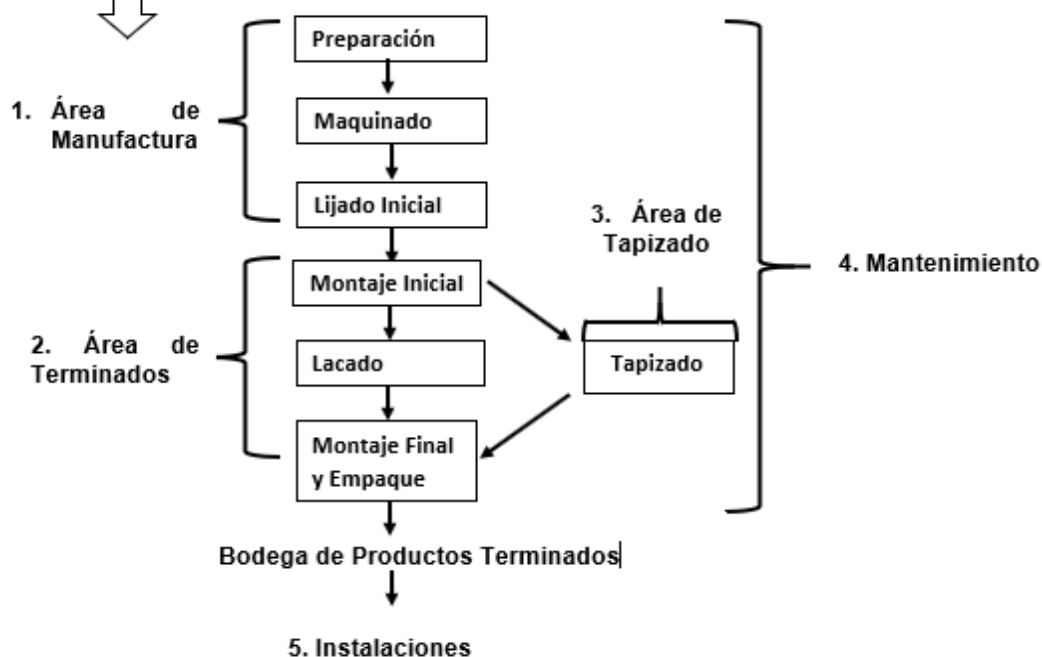 Preparación
1. Área de
Manufactura
Maquinado
Lijado Inicial
3. Área de
Tapizado
Montaje Inicial
4. Mantenimiento
2. Área de
Terminados
Lacado
Tapizado
Montaje Final
y Empaque
Bodega de Productos Terminados
5. Instalaciones